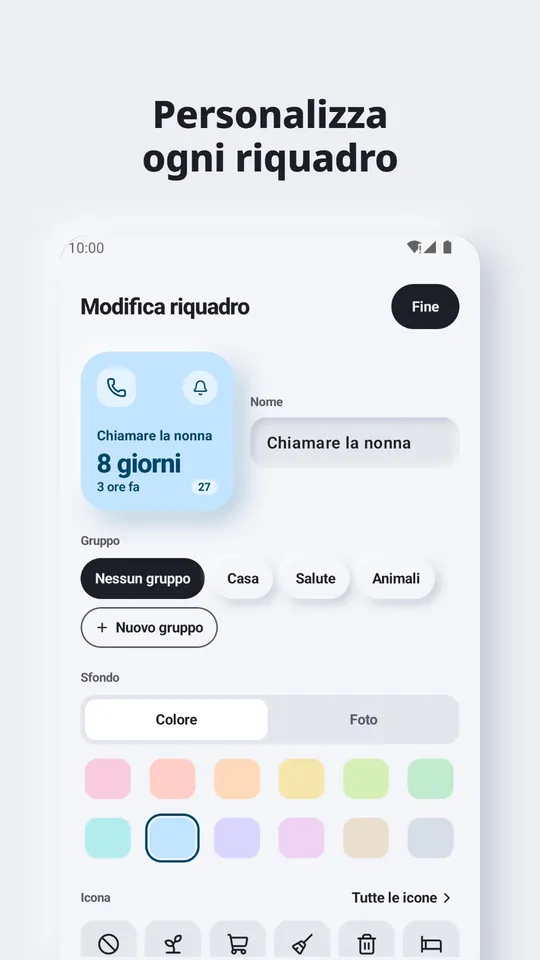 Personalizza
ogni riquadro
10:00
Modifica riquadro
Fine
Chiamare la nonna
8 giorni
3 ore fa
27
Nome
Chiamare la nonna
Gruppo
Nessun gruppo
Casa
Salute
Animali
+ Nuovo gruppo
Sfondo
Colore
Foto
Icona
Tutte le icone